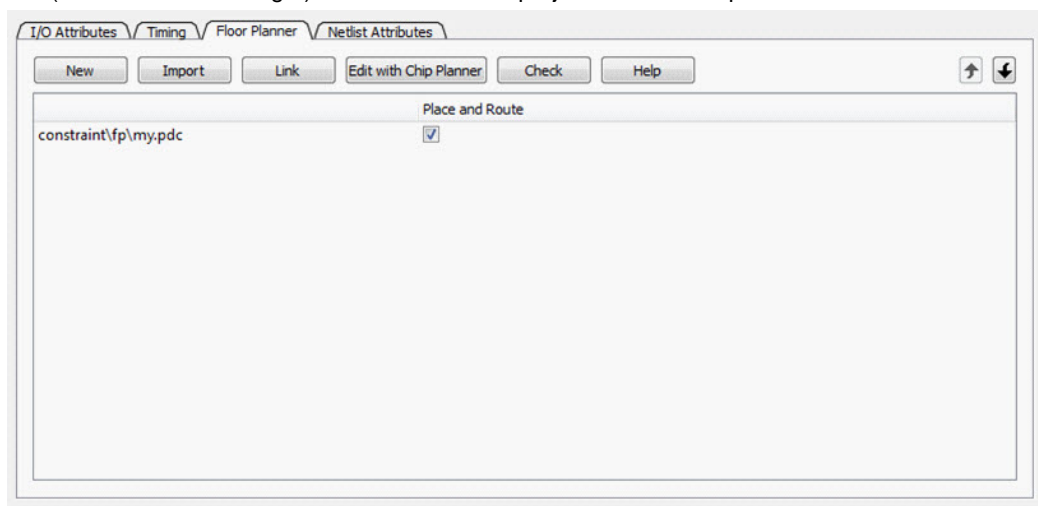 I/O Attributes Timing Floor Planner Netlist Attributes
New Import Link Edit with Chip Planner Check Help
Place and Route
constraint\fp\my.pdc